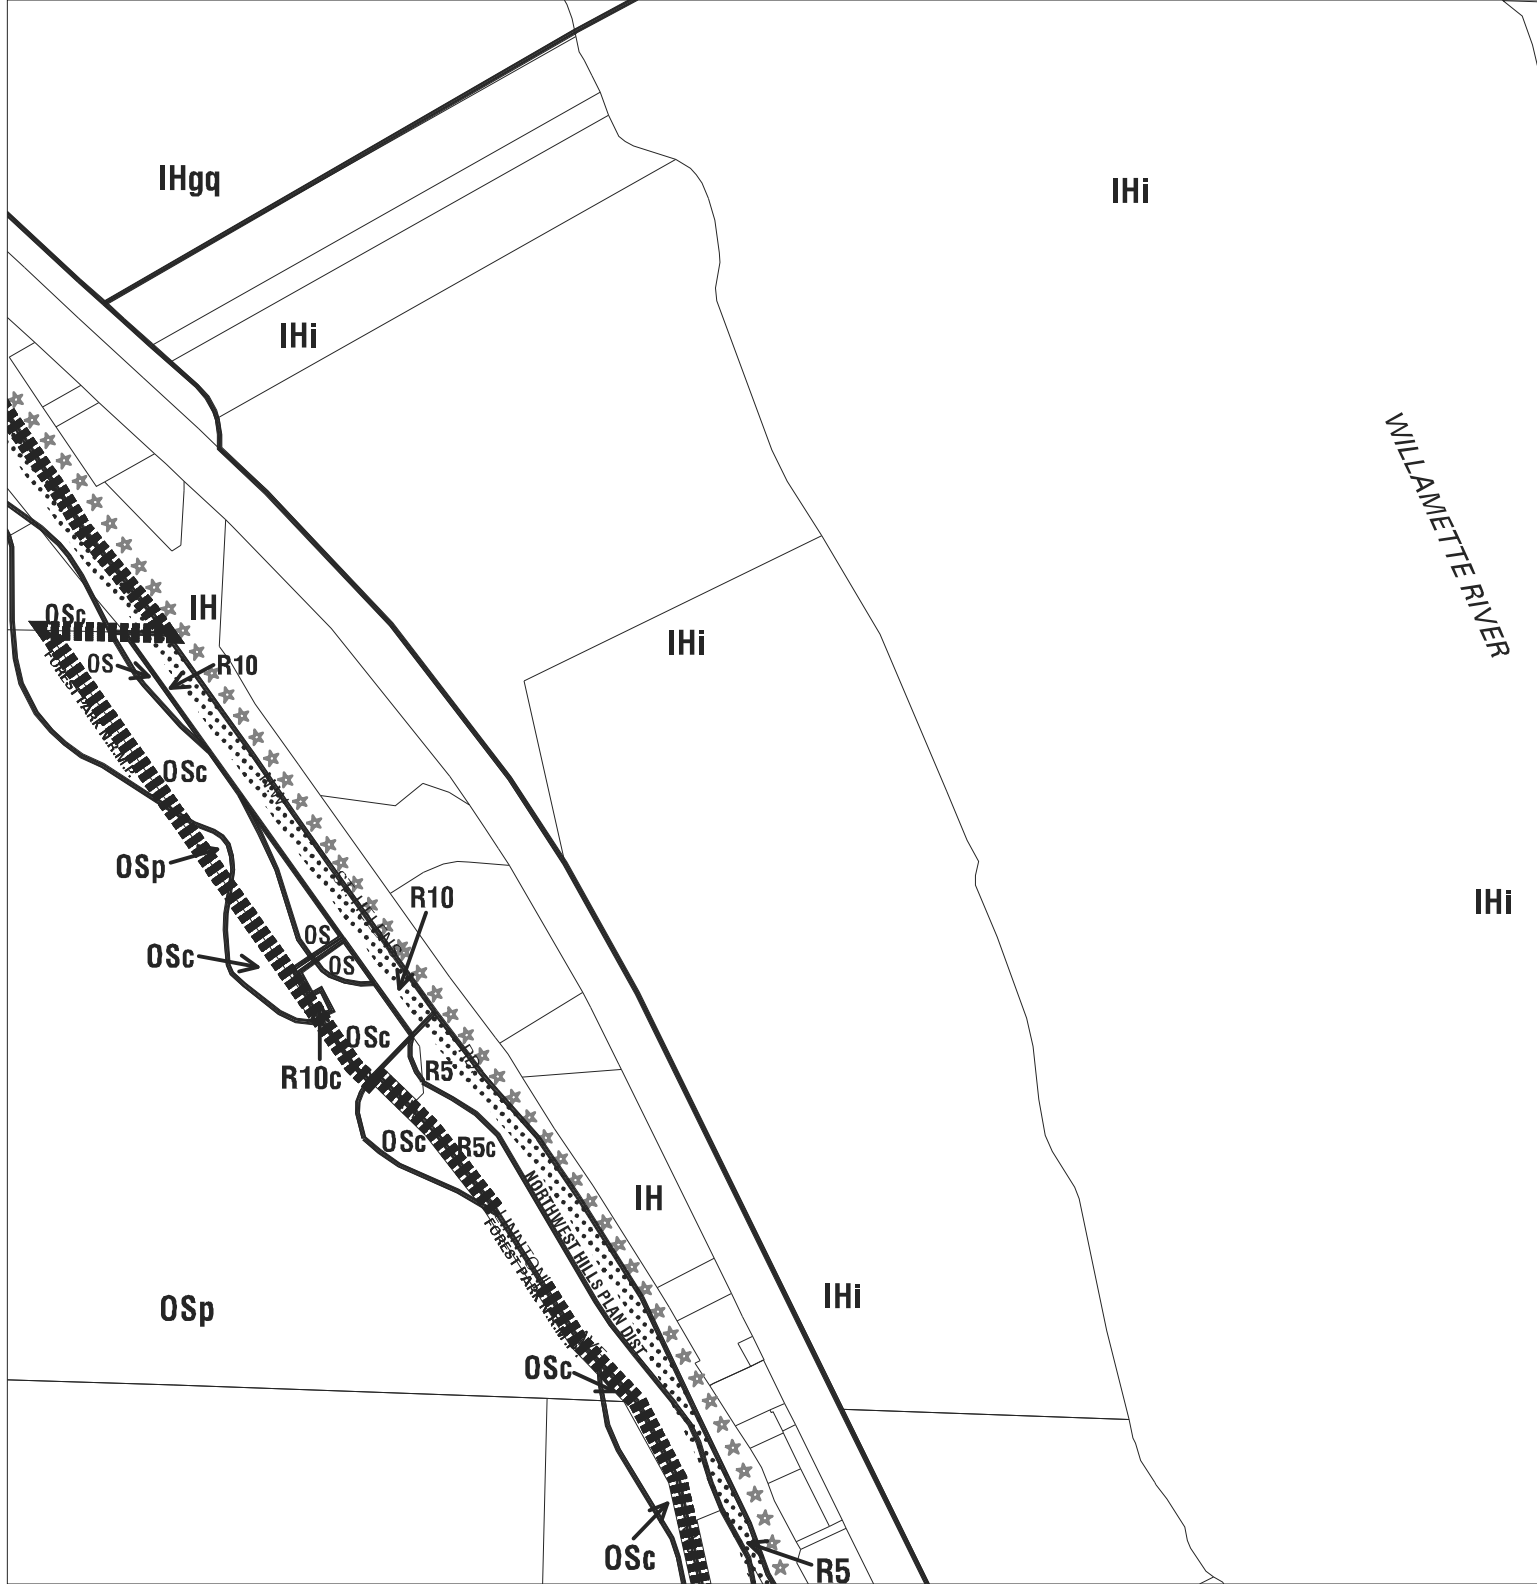 IHgq
IHi
IHi
WILLAMETTE RIVER
IH
OSc
OS
R10
IHi
FOREST PARK N.R.M.P.
OSc
OSp
R10
IHi
OS
OS
OSc
OSc
R10c
R5
OSc
R5c
IH
NORTHWEST HILLS PLAN DIST
LINNTON
FOREST PARK N.R.M.P.
OSp
IHi
OSc
OSc
R5